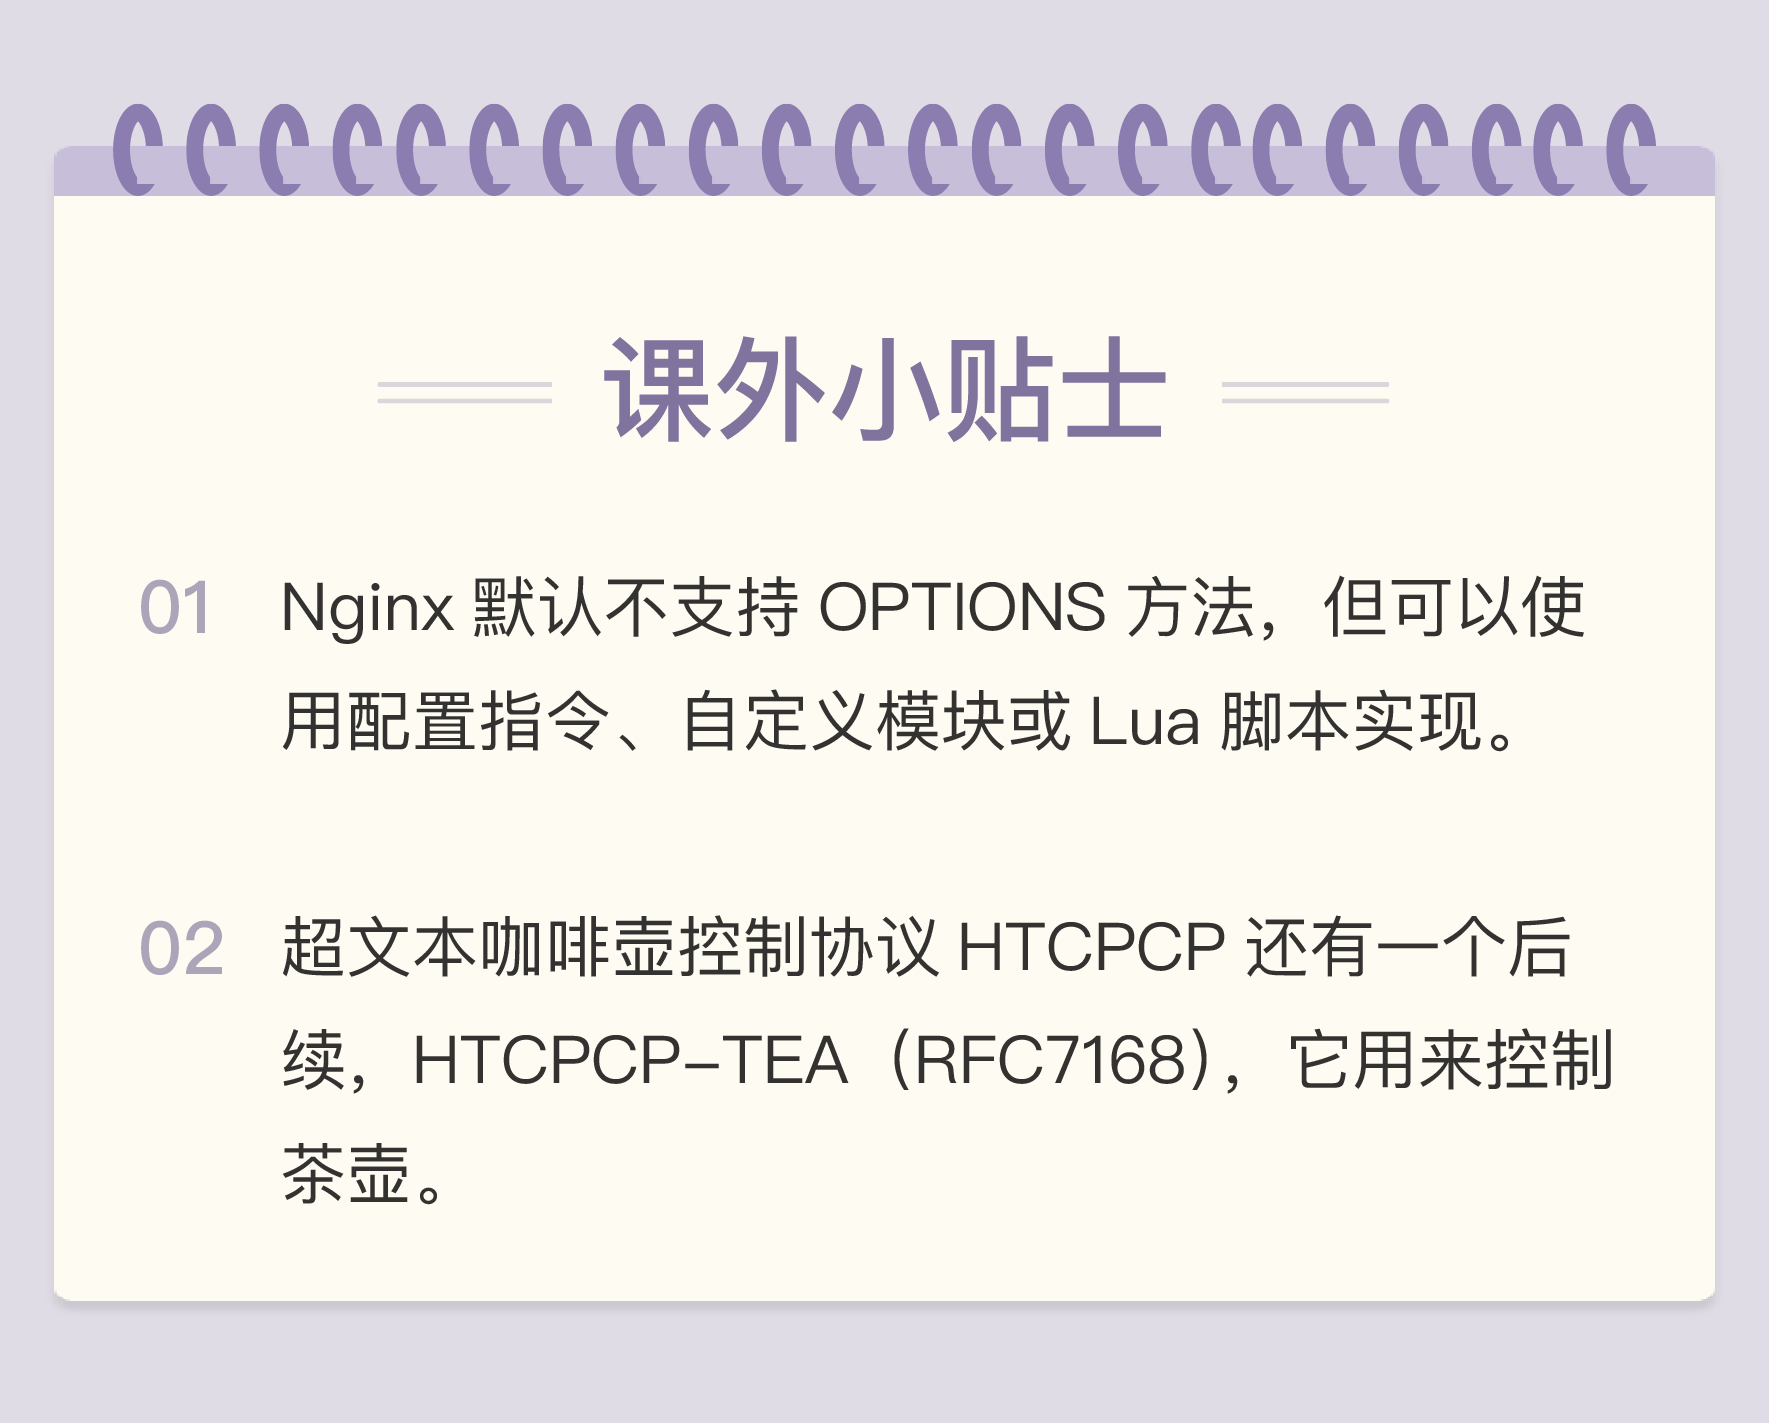 课外小贴士
01 Nginx 默认不支持 OPTIONS 方法，但可以使
用配置指令、自定义模块或 Lua 脚本实现。
02 超文本咖啡壶控制协议 HTCPCP 还有一个后
续，HTCPCP-TEA（RFC7168），它用来控制
茶壶。